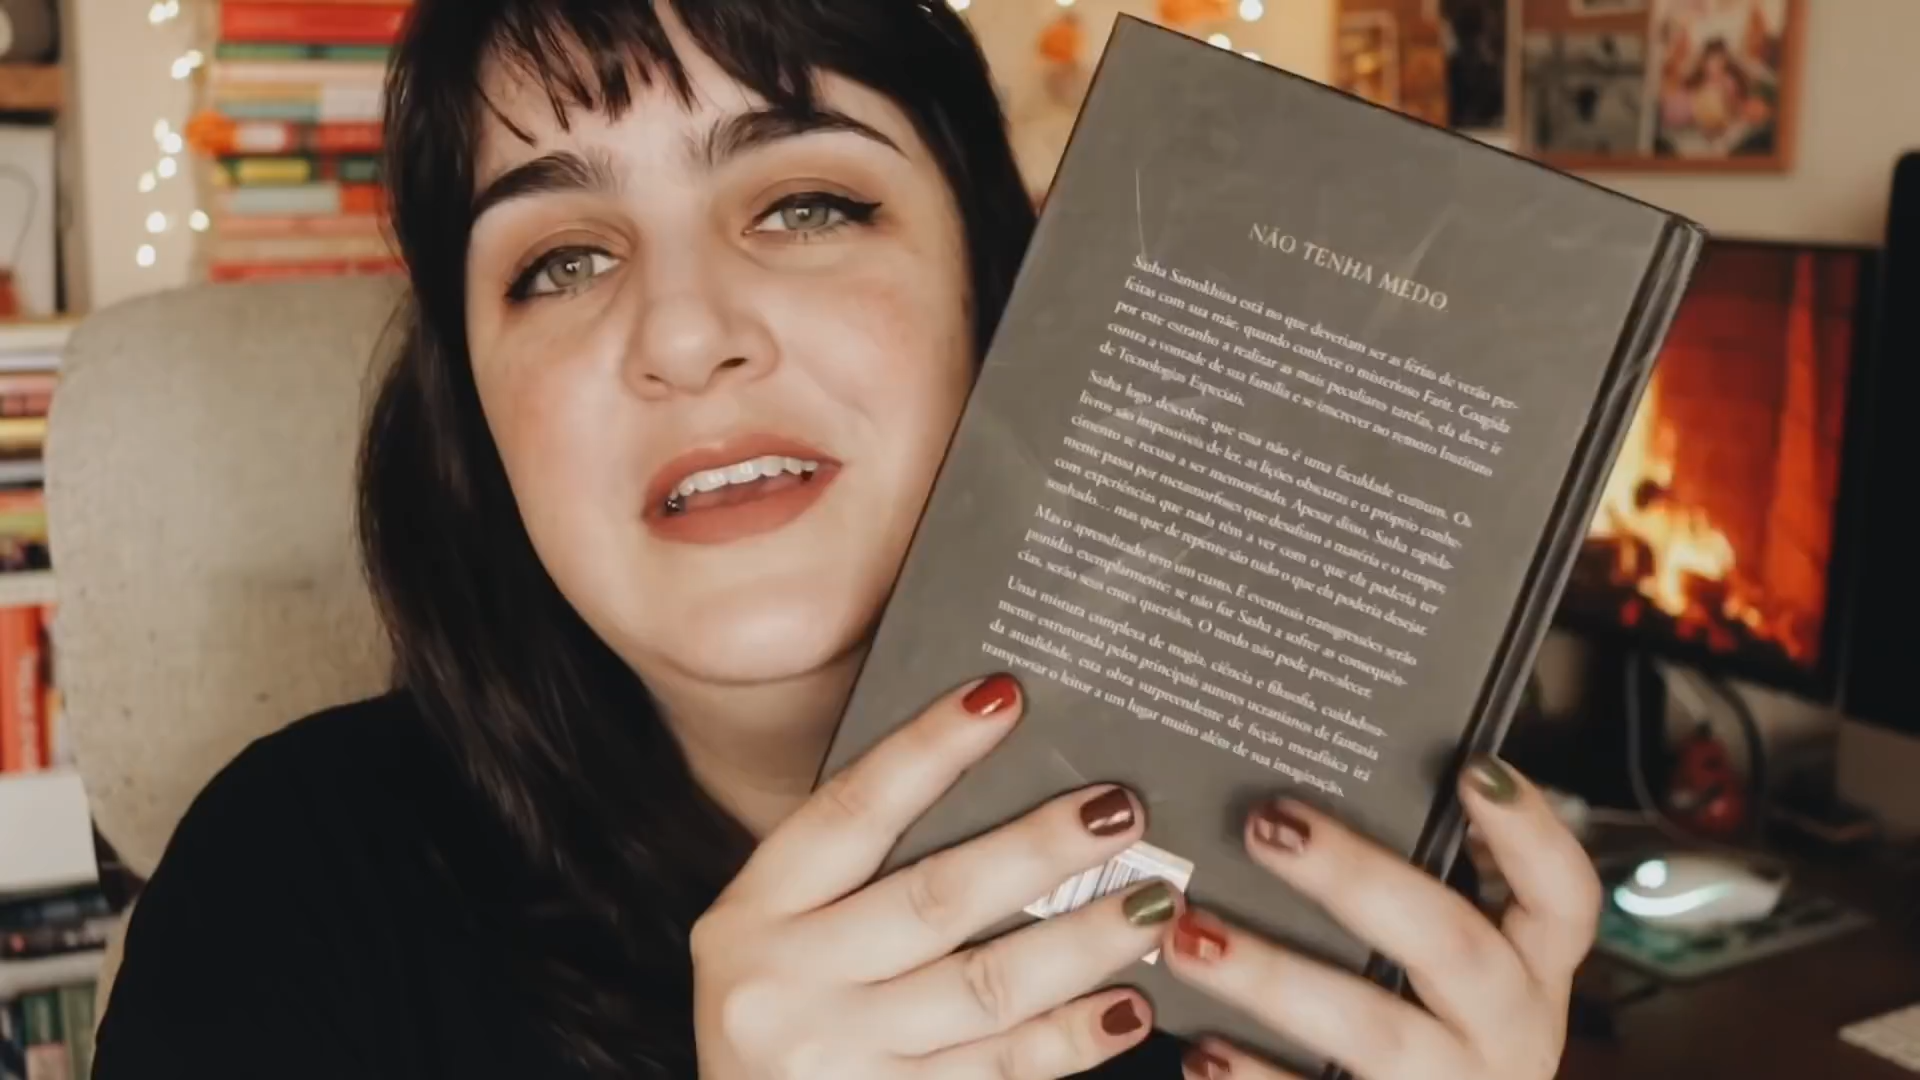 NÃO TENHA MEDO.
Sasha Samokhina está no que deveriam ser as férias de verão per-
feitas com sua mãe, quando conhece o misterioso Farit. Coagida
por este estranho a realizar as mais peculiares tarefas, ela deve ir
contra a vontade de sua família e se inscrever no remoto Instituto
de Tecnologias Especiais.
Sasha logo descobre que essa não é uma faculdade comum. Os
livros são impossíveis de ler, as lições obscuras e o próprio conhe-
cimento se recusa a ser memorizado. Apesar disso, Sasha rapida-
mente passa por metamorfoses que desafiam a matéria e o tempo;
com experiências que nada têm a ver com o que ela poderia ter
sonhado... mas que de repente são tudo o que ela poderia desejar.
Mas o aprendizado tem um custo. E eventuais transgressões serão
punidas exemplarmente: se não for Sasha a sofrer as consequên-
cias, serão seus entes queridos. O medo não pode prevalecer.
Uma mistura complexa de magia, ciência e filosofia, cuidadosa-
mente estruturada pelos principais autores ucranianos de fantasia
da atualidade, esta obra surpreendente de ficção metafísica irá
transportar o leitor a um lugar muito além de sua imaginação.